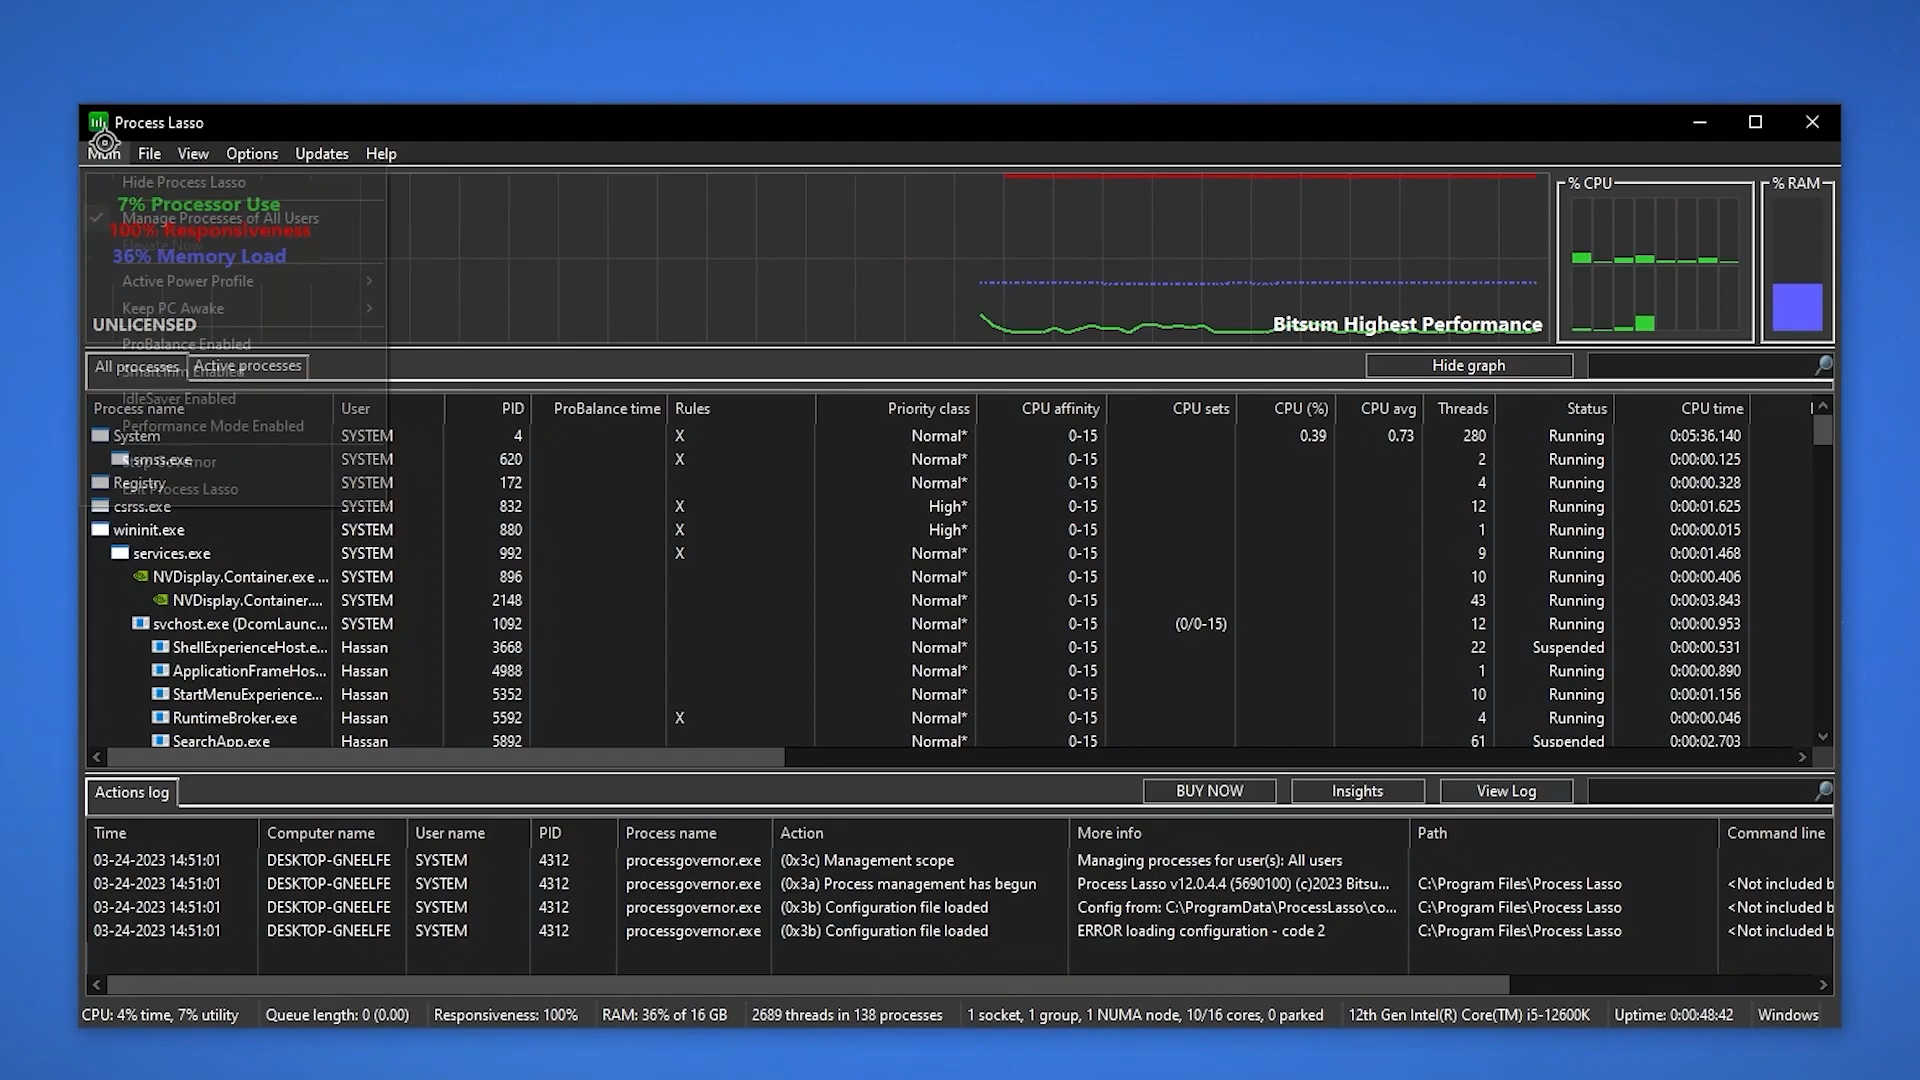 Process Lasso
Main File View Options Updates Help
Hide Process Lasso
7% Processor Use
Manage Processes of All Users
100% Responsiveness
Elevate Now
36% Memory Load
Active Power Profile
Keep PC Awake
UNLICENSED
ProBalance Enabled
Bitsum Highest Performance
% CPU
% RAM
All processes Active processes
Hide graph
IdleSaver Enabled
Performance Mode Enabled
Exit Process Lasso
Process name User PID ProBalance time Rules Priority class CPU affinity CPU sets CPU (%) CPU avg Threads Status CPU time
System SYSTEM 4 X Normal* 0-15 0.39 0.73 280 Running 0:05:36.140
smss.exe SYSTEM 620 X Normal* 0-15 2 Running 0:00:00.125
Registry SYSTEM 172 Normal* 0-15 4 Running 0:00:00.328
csrss.exe SYSTEM 832 X High* 0-15 12 Running 0:00:01.625
wininit.exe SYSTEM 880 X High* 0-15 1 Running 0:00:00.015
services.exe SYSTEM 992 X Normal* 0-15 9 Running 0:00:01.468
NVDisplay.Container.exe ... SYSTEM 896 Normal* 0-15 10 Running 0:00:00.406
NVDisplay.Container.... SYSTEM 2148 Normal* 0-15 43 Running 0:00:03.843
svchost.exe (DcomLaunc... SYSTEM 1092 Normal* 0-15 (0/0-15) 12 Running 0:00:00.953
ShellExperienceHost.e... Hassan 3668 Normal* 0-15 22 Suspended 0:00:00.531
ApplicationFrameHos... Hassan 4988 Normal* 0-15 1 Running 0:00:00.890
StartMenuExperience... Hassan 5352 Normal* 0-15 10 Running 0:00:01.156
RuntimeBroker.exe Hassan 5592 X Normal* 0-15 4 Running 0:00:00.046
SearchApp.exe Hassan 5892 Normal* 0-15 61 Suspended 0:00:02.703
Actions log
BUY NOW Insights View Log
Time Computer name User name PID Process name Action More info Path Command line
03-24-2023 14:51:01 DESKTOP-GNEELFE SYSTEM 4312 processgovernor.exe (0x3c) Management scope Managing processes for user(s): All users
03-24-2023 14:51:01 DESKTOP-GNEELFE SYSTEM 4312 processgovernor.exe (0x3a) Process management has begun Process Lasso v12.0.4.4 (5690100) (c)2023 Bitsu... C:\Program Files\Process Lasso <Not included b
03-24-2023 14:51:01 DESKTOP-GNEELFE SYSTEM 4312 processgovernor.exe (0x3b) Configuration file loaded Config from: C:\ProgramData\ProcessLasso\co... C:\Program Files\Process Lasso <Not included b
03-24-2023 14:51:01 DESKTOP-GNEELFE SYSTEM 4312 processgovernor.exe (0x3b) Configuration file loaded ERROR loading configuration - code 2 C:\Program Files\Process Lasso <Not included b
CPU: 4% time, 7% utility Queue length: 0 (0.00) Responsiveness: 100% RAM: 36% of 16 GB 2689 threads in 138 processes 1 socket, 1 group, 1 NUMA node, 10/16 cores, 0 parked 12th Gen Intel(R) Core(TM) i5-12600K Uptime: 0:00:48:42 Windows